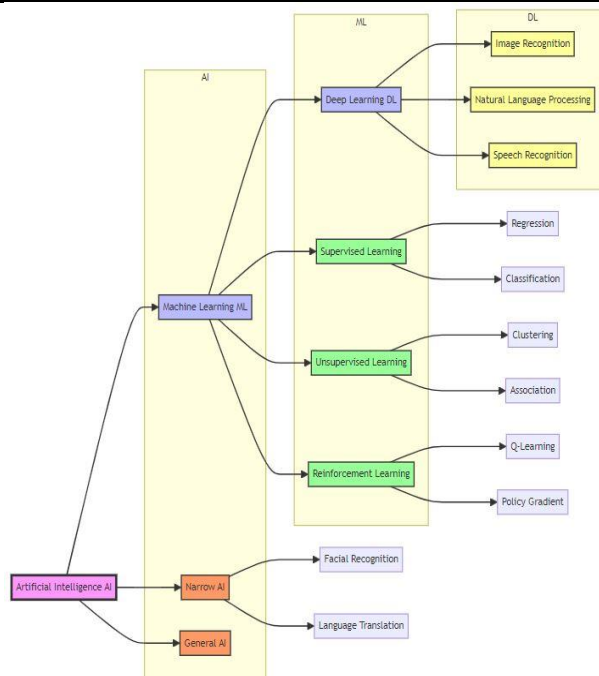 ML
DL
Image Recognition
AI
Deep Learning DL
Natural Language Processing
Speech Recognition
Regression
Supervised Learning
Classification
Machine Learning ML
Clustering
Unsupervised Learning
Association
Q-Learning
Reinforcement Learning
Policy Gradient
Facial Recognition
Artificial Intelligence AI
Narrow AI
Language Translation
General AI